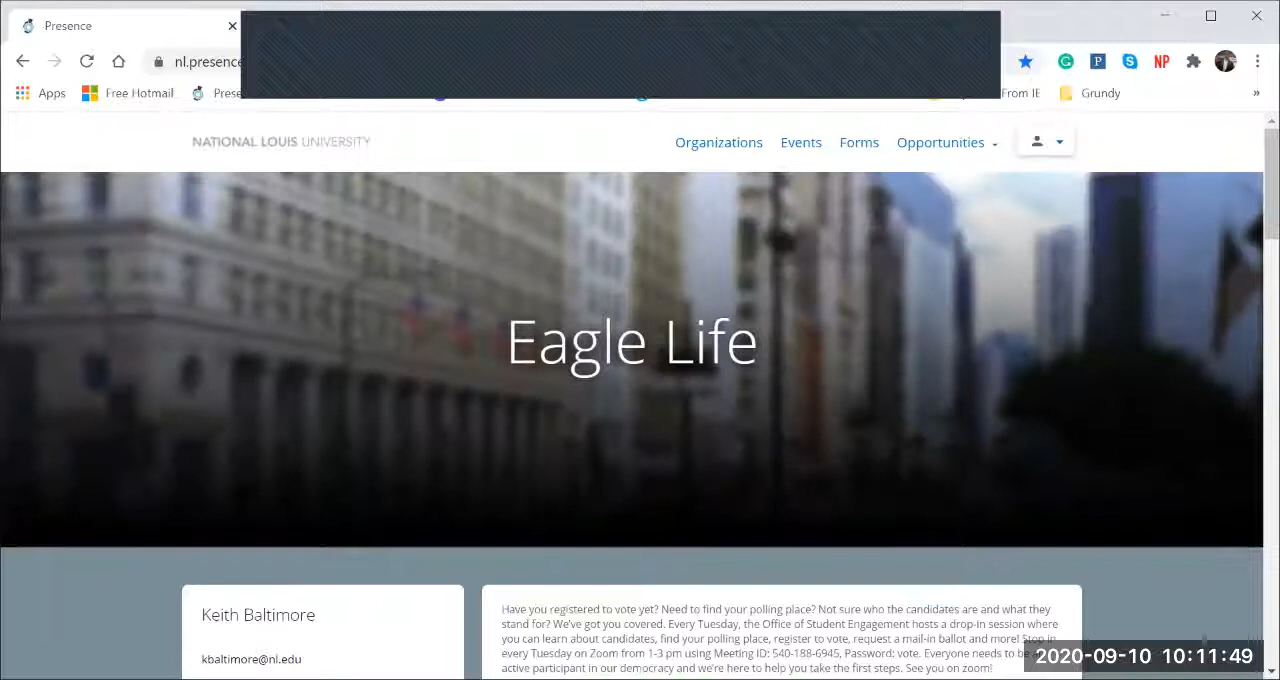 Presence
nl.presence
Apps Free Hotmail Prese From IE Grundy »
NATIONAL LOUIS UNIVERSITY Organizations Events Forms Opportunities
Eagle Life
Keith Baltimore
kbaltimore@nl.edu
Have you registered to vote yet? Need to find your polling place? Not sure who the candidates are and what they
stand for? We've got you covered. Every Tuesday, the Office of Student Engagement hosts a drop-in session where
you can learn about candidates, find your polling place, register to vote, request a mail-in ballot and more! Stop in
every Tuesday on Zoom from 1-3 pm using Meeting ID: 540-188-6945, Password: vote. Everyone needs to be a
active participant in our democracy and we're here to help you take the first steps. See you on zoom!
2020-09-10 10:11:49